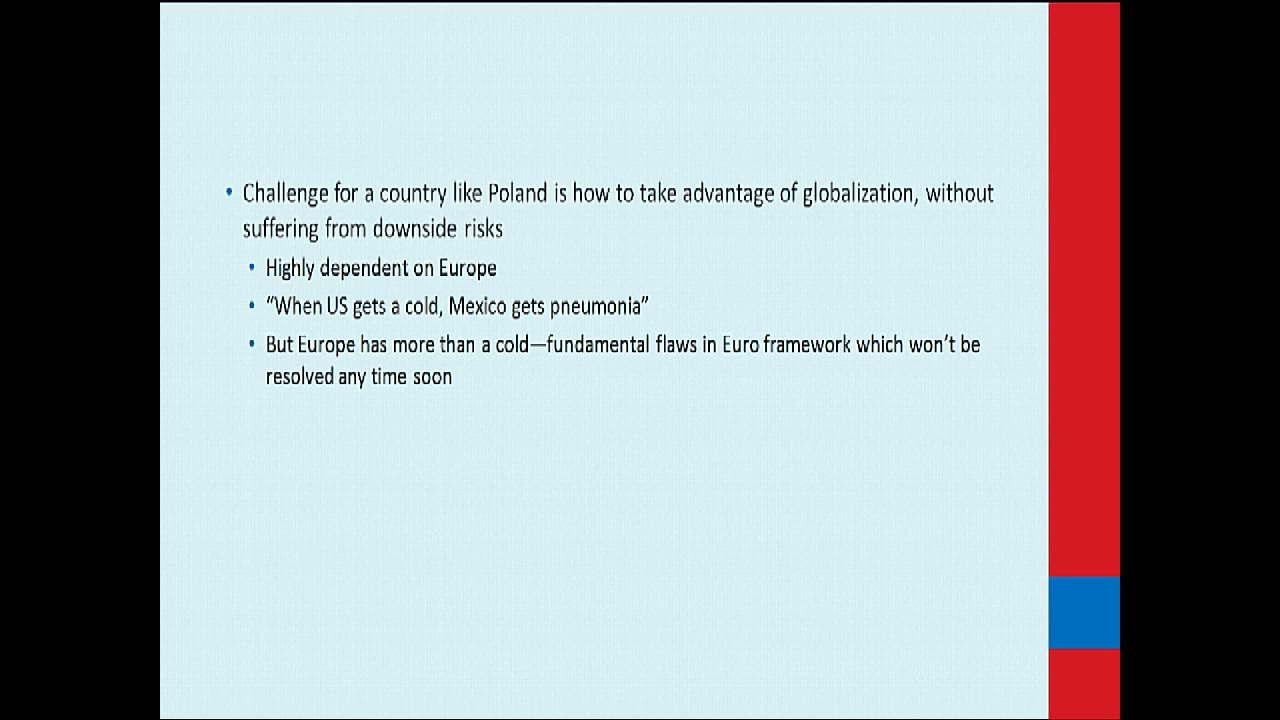 • Challenge for a country like Poland is how to take advantage of globalization, without
suffering from downside risks
• Highly dependent on Europe
• “When US gets a cold, Mexico gets pneumonia”
• But Europe has more than a cold—fundamental flaws in Euro framework which won’t be
resolved any time soon